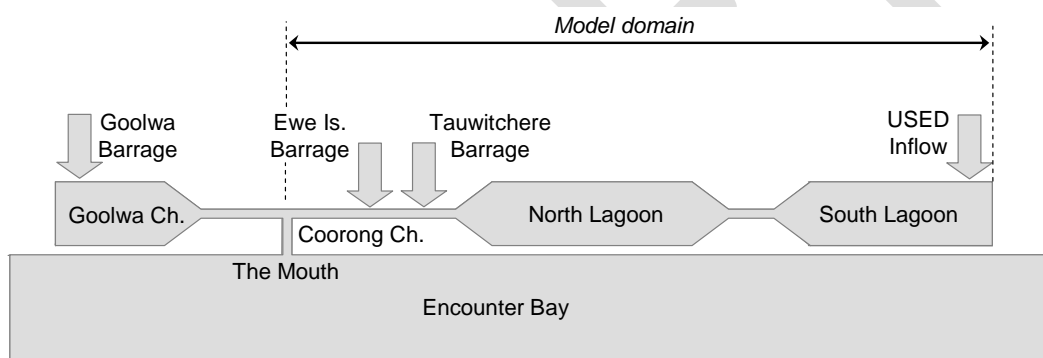 Model domain
Goolwa
Barrage
Ewe Is.
Barrage
Tauwitchere
Barrage
USED
Inflow
Goolwa Ch.
North Lagoon
South Lagoon
Coorong Ch.
The Mouth
Encounter Bay